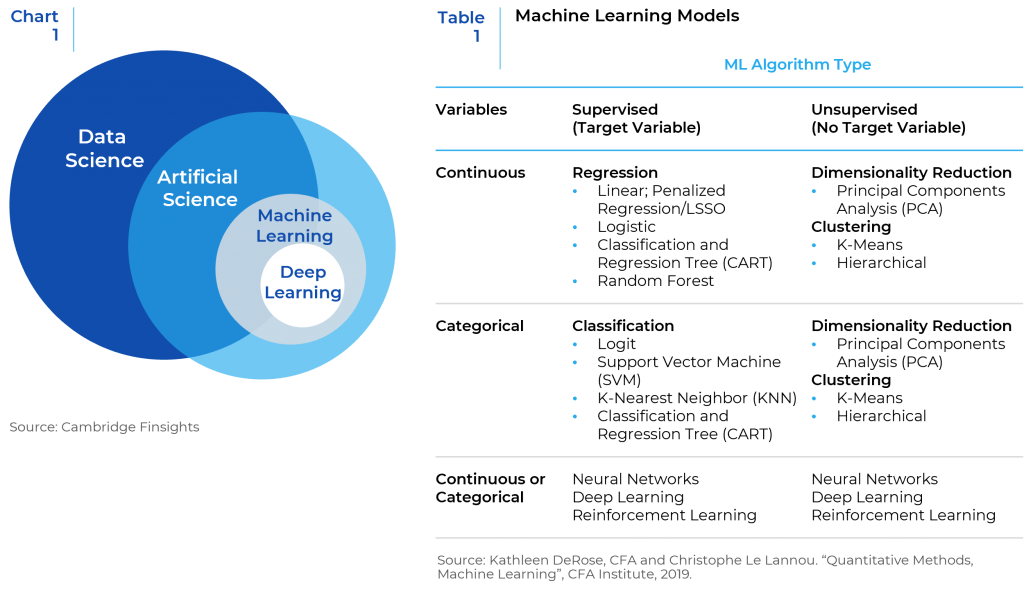 Chart
1
Data
Science
Artificial
Science
Machine
Learning
Deep
Learning
Source: Cambridge Finsights
Table
1
Machine Learning Models
ML Algorithm Type
Variables
Supervised
(Target Variable)
Unsupervised
(No Target Variable)
Continuous
Regression
• Linear; Penalized
Regression/LSSO
• Logistic
• Classification and
Regression Tree (CART)
• Random Forest
Dimensionality Reduction
• Principal Components
Analysis (PCA)
Clustering
• K-Means
• Hierarchical
Categorical
Classification
• Logit
• Support Vector Machine
(SVM)
• K-Nearest Neighbor (KNN)
• Classification and
Regression Tree (CART)
Dimensionality Reduction
• Principal Components
Analysis (PCA)
Clustering
• K-Means
• Hierarchical
Continuous or
Categorical
Neural Networks
Deep Learning
Reinforcement Learning
Neural Networks
Deep Learning
Reinforcement Learning
Source: Kathleen DeRose, CFA and Christophe Le Lannou. “Quantitative Methods,
Machine Learning”, CFA Institute, 2019.